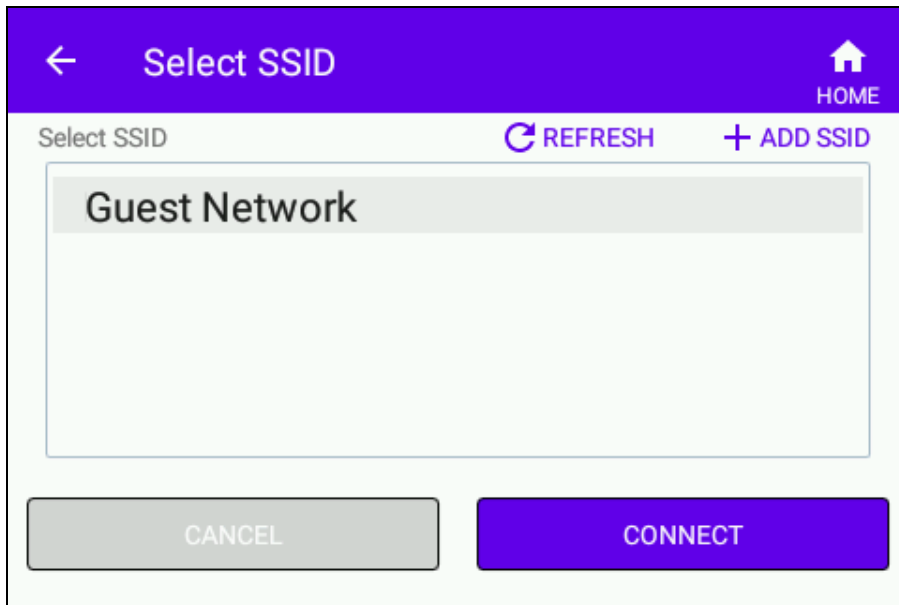 Select SSID
HOME
Select SSID REFRESH ADD SSID
Guest Network
CANCEL CONNECT